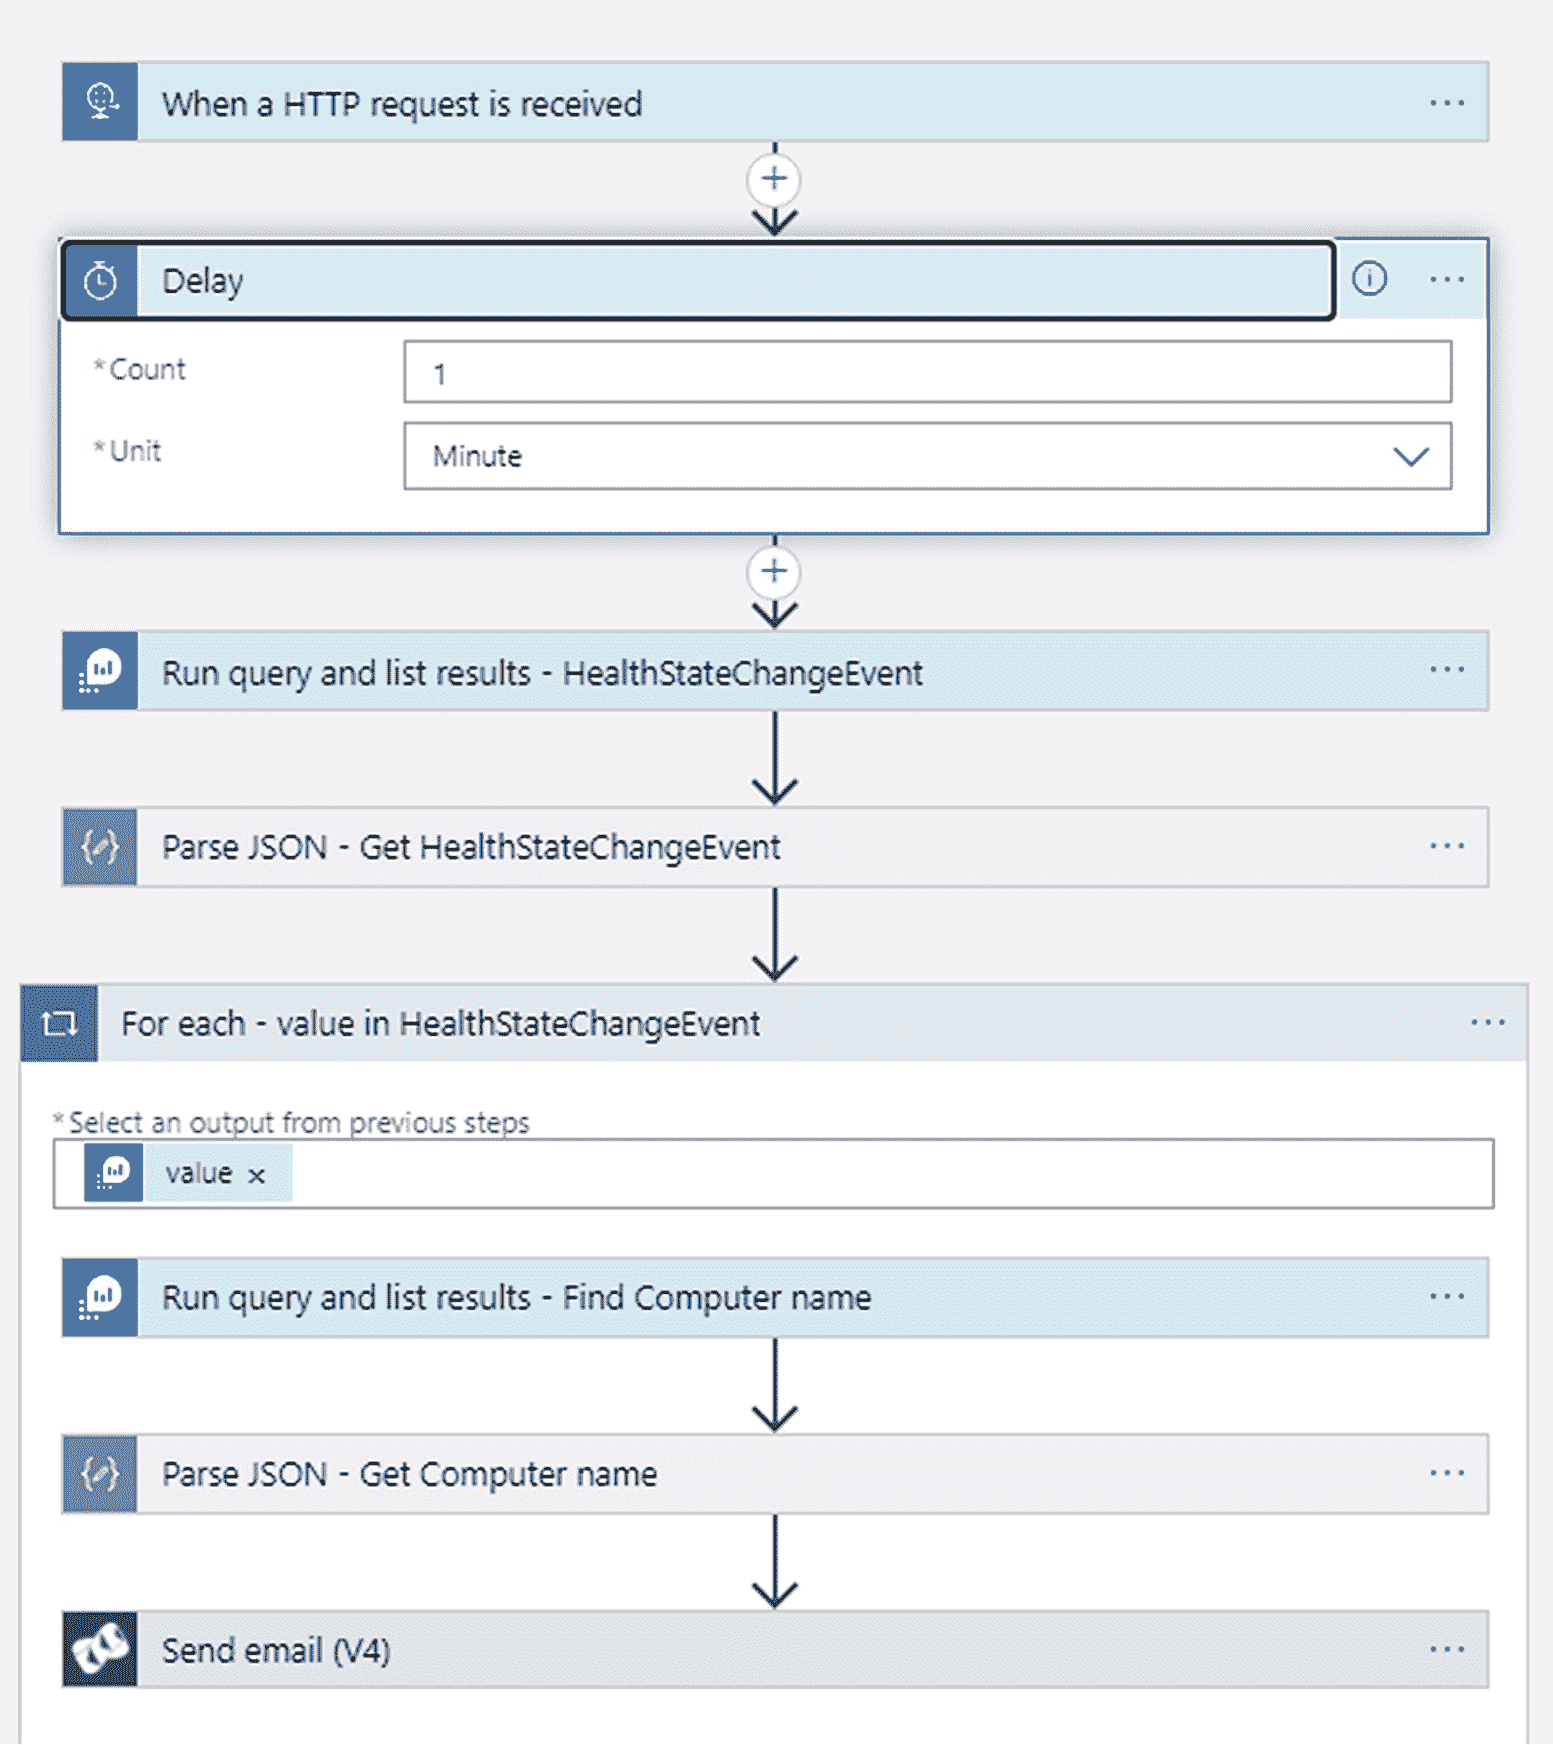 When a HTTP request is received
Delay
*Count
1
*Unit
Minute
Run query and list results - HealthStateChangeEvent
Parse JSON - Get HealthStateChangeEvent
For each - value in HealthStateChangeEvent
*Select an output from previous steps
value ×
Run query and list results - Find Computer name
Parse JSON - Get Computer name
Send email (V4)